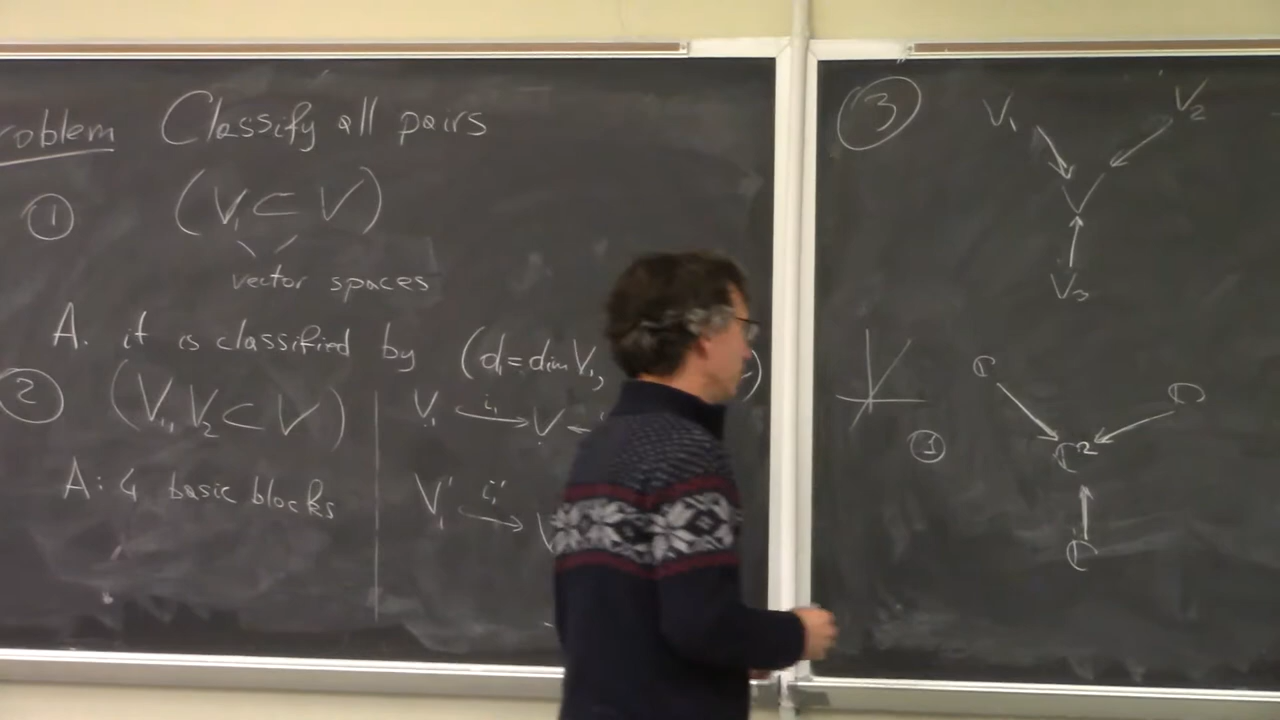 roblem Classify all pairs
① (V₁ ⊂ V)
vector spaces
A. it is classified by (d₁=dim V₁, )
② (V₁, V₂ ⊂ V)
V₁ →i₁ V ←
A: 4 basic blocks
V₁' →i₁'
③ V₁ V₂
V
V₃
ℂ ℂ
① ℂ²
ℂ